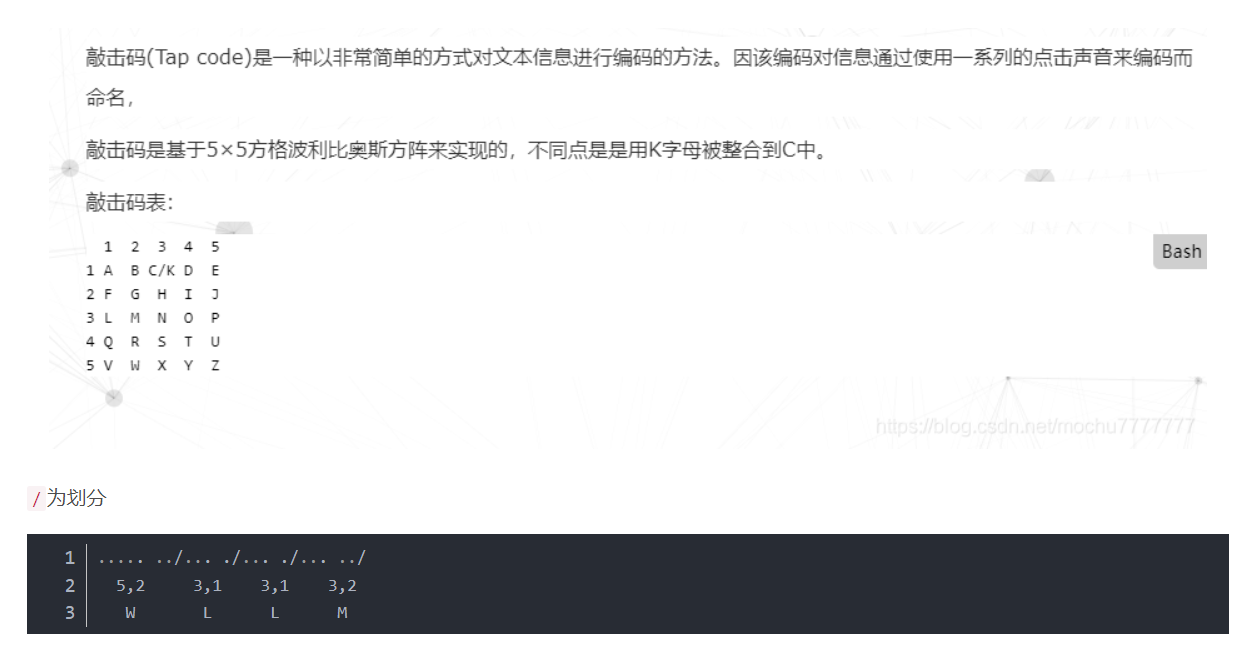 敲击码(Tap code)是一种以非常简单的方式对文本信息进行编码的方法。因该编码对信息通过使用一系列的点击声音来编码而
命名，
敲击码是基于5×5方格波利比奥斯方阵来实现的，不同点是是用K字母被整合到C中。
敲击码表：
1 2 3 4 5
Bash
1 A B C/K D E
2 F G H I J
3 L M N O P
4 Q R S T U
5 V W X Y Z
https://blog.csdn.net/mochu7777777
/为划分
1 ..... ../... ./... ./... ../
2 5,2 3,1 3,1 3,2
3 W L L M